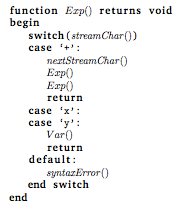 function Exp() returns void
begin
switch(streamChar())
case ‘+’:
nextStreamChar()
Exp()
Exp()
return
case ‘x’:
case ‘y’:
Var()
return
default:
syntaxError()
end switch
end